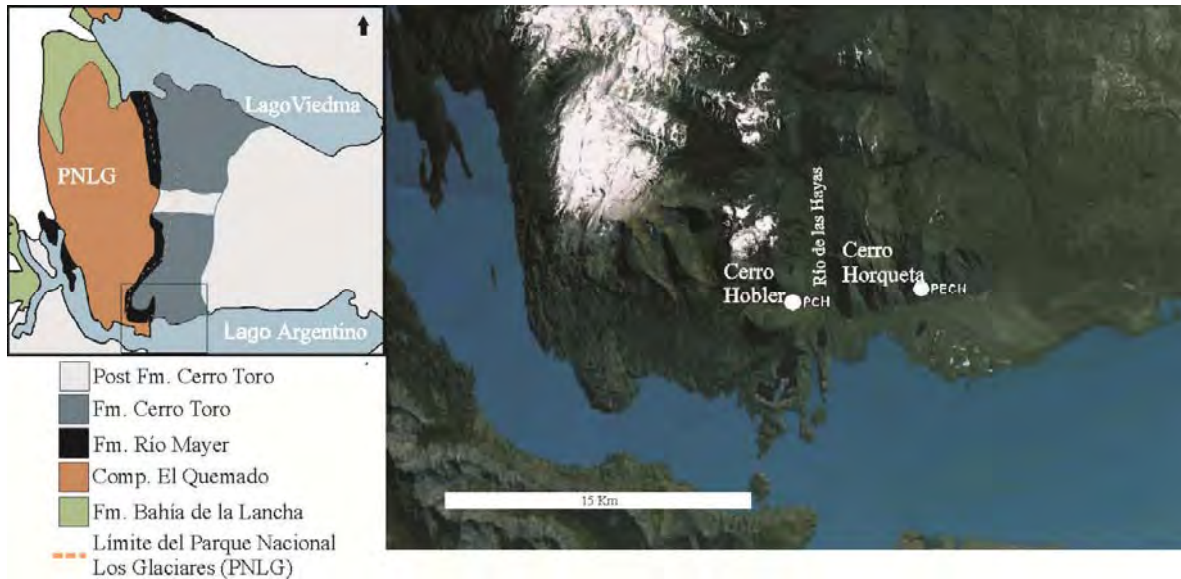 Lago Viedma
PNLG
Lago Argentino
Post Fm. Cerro Toro
Fm. Cerro Toro
Fm. Río Mayer
Comp. El Quemado
Fm. Bahía de la Lancha
Límite del Parque Nacional
Los Glaciares (PNLG)
Río de las Hayas
Cerro
Hobler
PCH
Cerro
Horqueta
PECH
15 Km